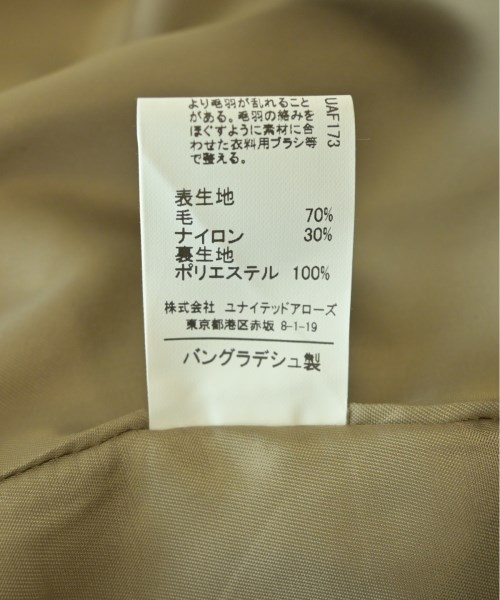 より毛羽が乱れること
がある。毛羽の絡みを
ほぐすように素材に合
わせた衣料用ブラシ等
で整える。
UAF173
表生地
毛 70%
ナイロン 30%
裏生地
ポリエステル 100%
株式会社 ユナイテッドアローズ
東京都港区赤坂 8-1-19
バングラデシュ製